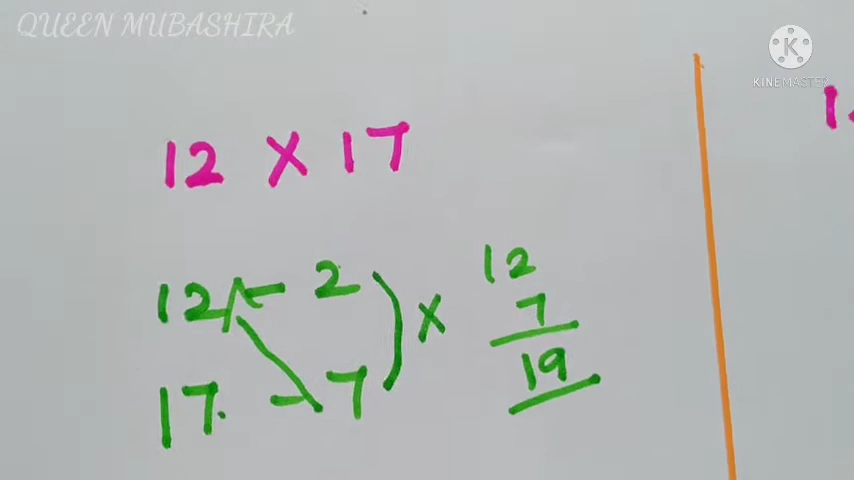 QUEEN MUBASHIRA
K
KINEMASTER
12 × 17
12 ← 2
17 - 7
×
12
7
19